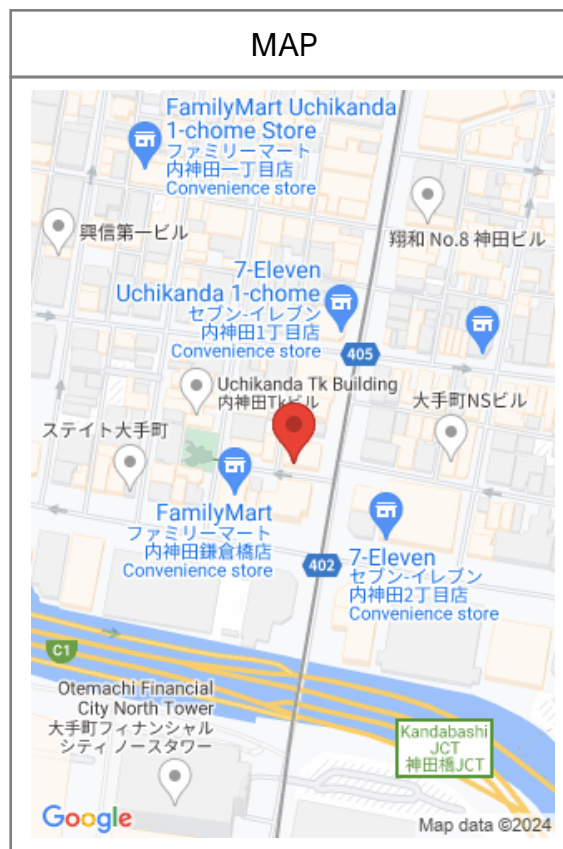 MAP
FamilyMart Uchikanda
1-chome Store
ファミリーマート
内神田一丁目店
Convenience store
興信第一ビル
翔和 No.8 神田ビル
7-Eleven
Uchikanda 1-chome
セブン-イレブン
内神田1丁目店
Convenience store
405
Uchikanda Tk Building
内神田Tkビル
大手町NSビル
ステイト大手町
FamilyMart
ファミリーマート
内神田鎌倉橋店
Convenience store
402
7-Eleven
セブン-イレブン
内神田2丁目店
Convenience store
C1
Otemachi Financial
City North Tower
大手町フィナンシャル
シティ ノースタワー
Kandabashi
JCT
神田橋JCT
Google
Map data ©2024